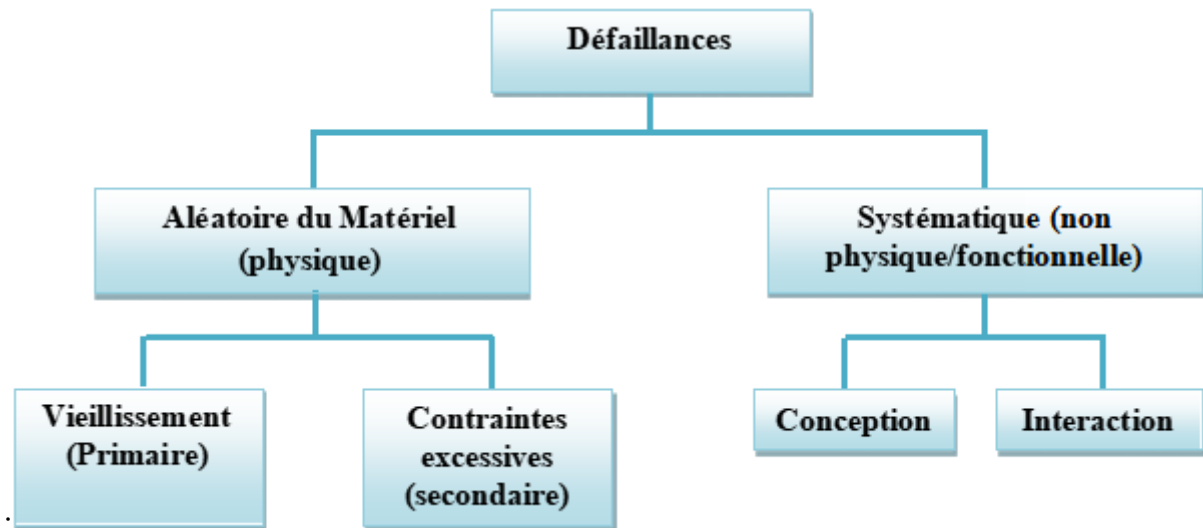 Défaillances
Aléatoire du Matériel
(physique)
Systématique (non
physique/fonctionnelle)
Vieillissement
(Primaire)
Contraintes
excessives
(secondaire)
Conception
Interaction
.